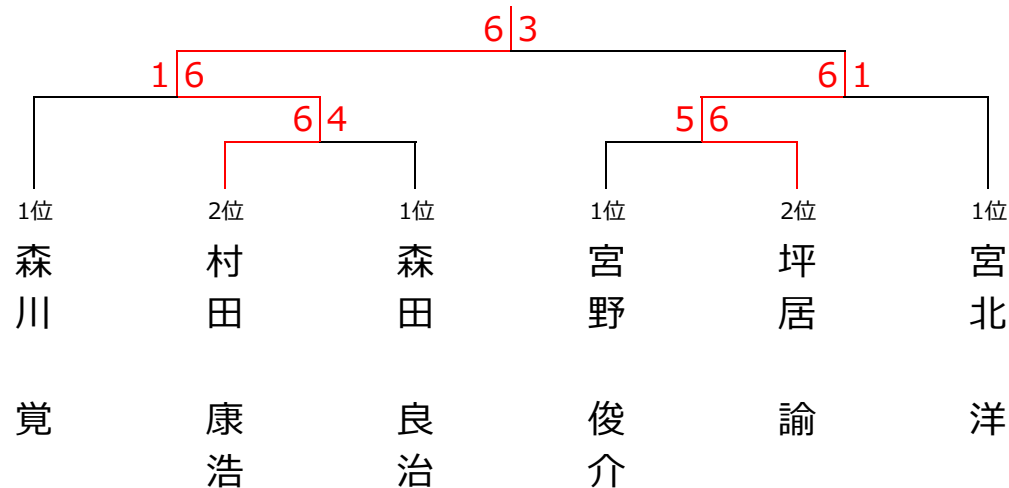 6 3
1 6
6 1
6 4
5 6
1位
2位
1位
1位
2位
1位
森川 覚
村田 康浩
森田 良治
宮野 俊介
坪居 諭
宮北 洋